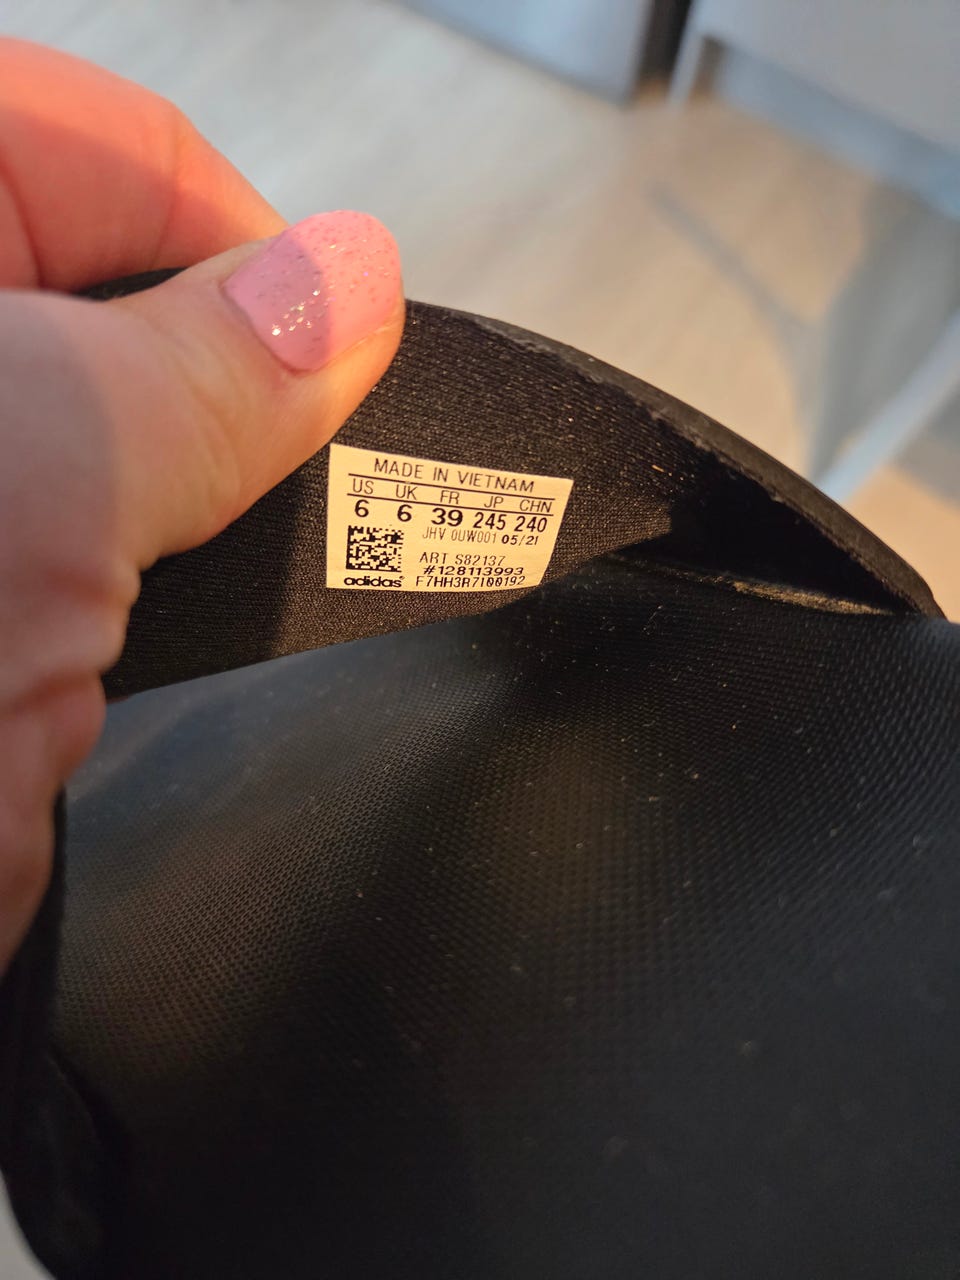 MADE IN VIETNAM
US UK FR JP CHN
6 6 39 245 240
JHV 0UW001 05/21
ART S82137
#128113993
adidas® F7HH3R7I00192